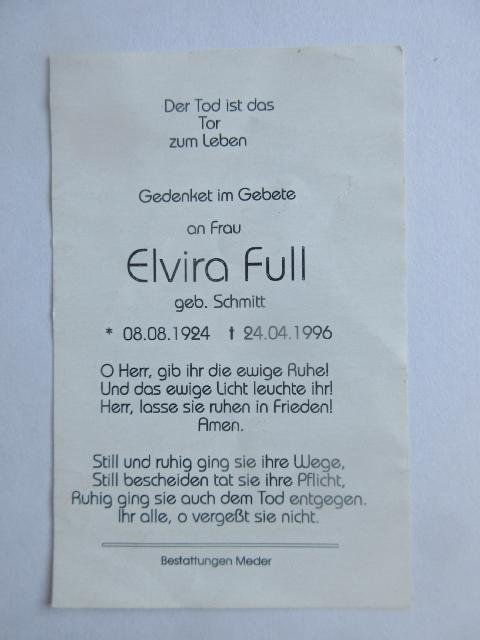 Der Tod ist das
Tor
zum Leben
Gedenket im Gebete
an Frau
Elvira Full
geb. Schmitt
* 08.08.1924 † 24.04.1996
O Herr, gib ihr die ewige Ruhe!
Und das ewige Licht leuchte ihr!
Herr, lasse sie ruhen in Frieden!
Amen.
Still und ruhig ging sie ihre Wege,
Still bescheiden tat sie ihre Pflicht,
Ruhig ging sie auch dem Tod entgegen.
Ihr alle, o vergeßt sie nicht.
Bestattungen Meder